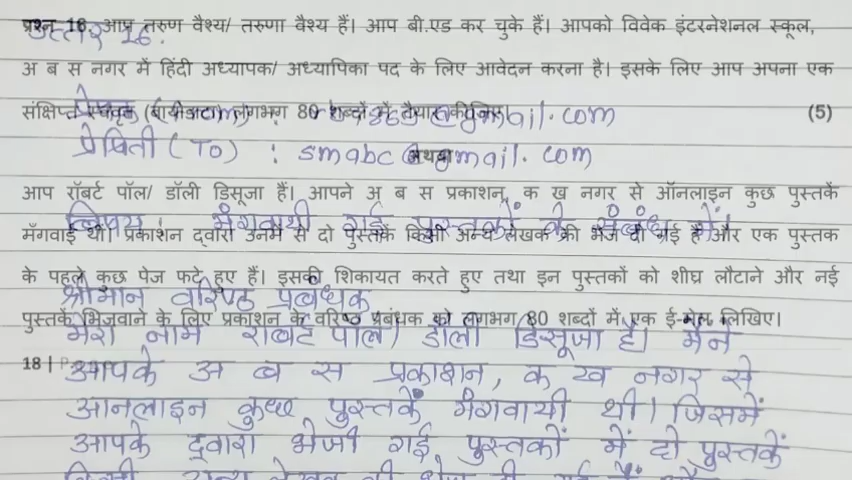 प्रश्न 16. आप तरुण वैश्य/ तरुणा वैश्य हैं। आप बी.एड कर चुके हैं। आपको विवेक इंटरनेशनल स्कूल,
उत्तर 16.
अ ब स नगर में हिंदी अध्यापक/ अध्यापिका पद के लिए आवेदन करना है। इसके लिए आप अपना एक
संक्षिप्त स्ववृत्त (बायोडाटा) लगभग 80 शब्दों में तैयार कीजिए। (5)
@gmail.com
प्रेषिती (To) : smabc@gmail.com
अथवा
आप रॉबर्ट पॉल/ डॉली डिसूजा हैं। आपने अ ब स प्रकाशन, क ख नगर से ऑनलाइन कुछ पुस्तकें
विषय : मंगवायी गई पुस्तकों के संबंध में।
मँगवाई थीं। प्रकाशन द्वारा उनमें से दो पुस्तकें किसी अन्य लेखक की भेज दी गई हैं और एक पुस्तक
के पहले कुछ पेज फटे हुए हैं। इसकी शिकायत करते हुए तथा इन पुस्तकों को शीघ्र लौटाने और नई
श्रीमान वरिष्ठ प्रबंधक
पुस्तकें भिजवाने के लिए प्रकाशन के वरिष्ठ प्रबंधक को लगभग 80 शब्दों में एक ई-मेल लिखिए।
मेरा नाम राबर्ट पॉल/ डॉली डिसूजा है। मैंने
18 | P
आपके अ ब स प्रकाशन, क ख नगर से
आनलाइन कुछ पुस्तकें मंगवायी थी। जिसमें
आपके द्वारा भेजी गई पुस्तकों में दो पुस्तकें